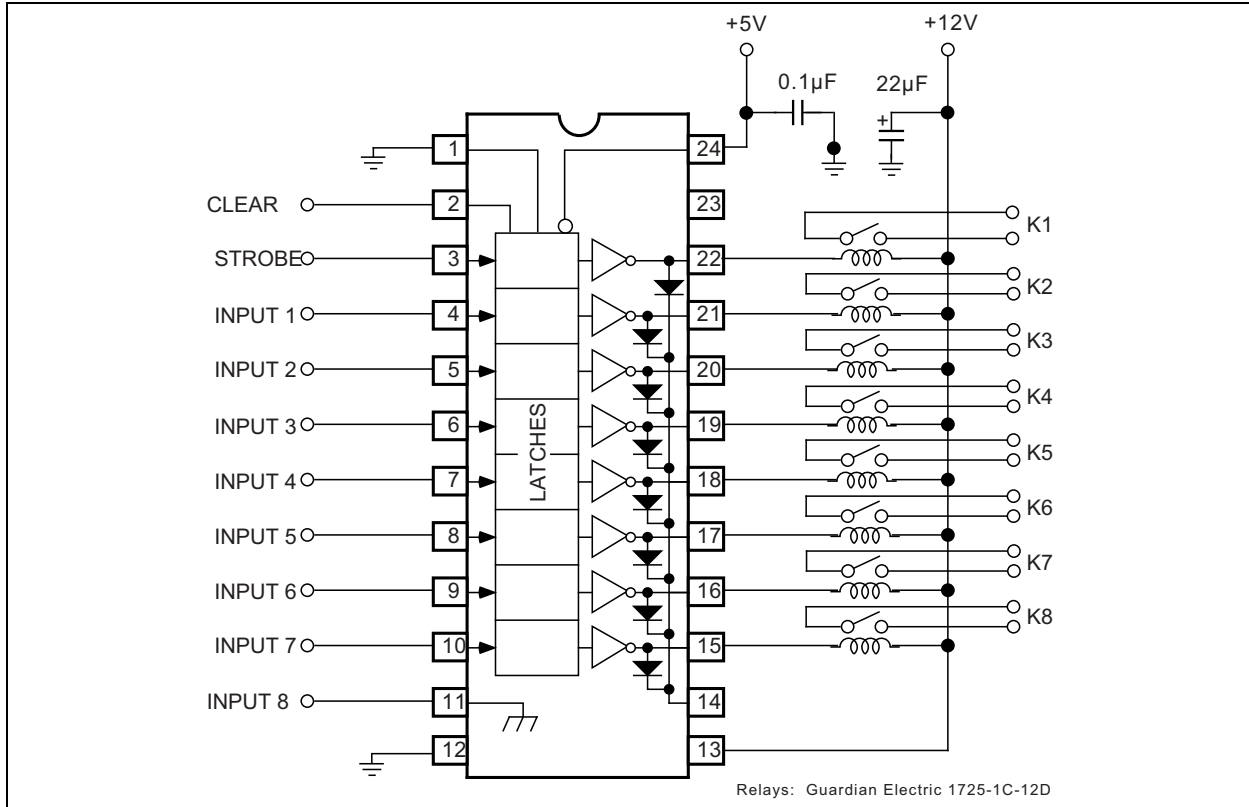 +5V
+12V
0.1µF
22µF
+
1
24
CLEAR
2
23
STROBE
3
22
K1
INPUT 1
4
21
K2
INPUT 2
5
20
K3
INPUT 3
6
19
K4
INPUT 4
7
LATCHES
18
K5
INPUT 5
8
17
K6
INPUT 6
9
16
K7
INPUT 7
10
15
K8
INPUT 8
11
14
12
13
Relays: Guardian Electric 1725-1C-12D